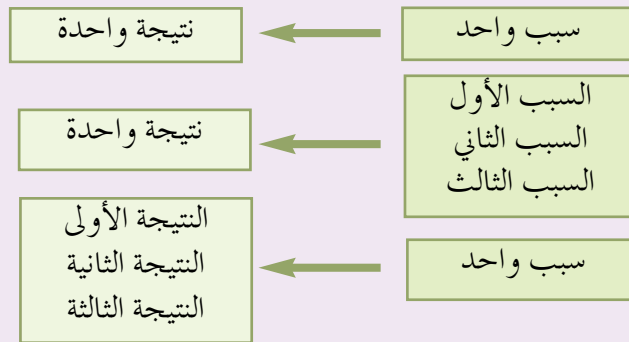 سبب واحد
نتيجة واحدة
السبب الأول
السبب الثاني
السبب الثالث
نتيجة واحدة
سبب واحد
النتيجة الأولى
النتيجة الثانية
النتيجة الثالثة